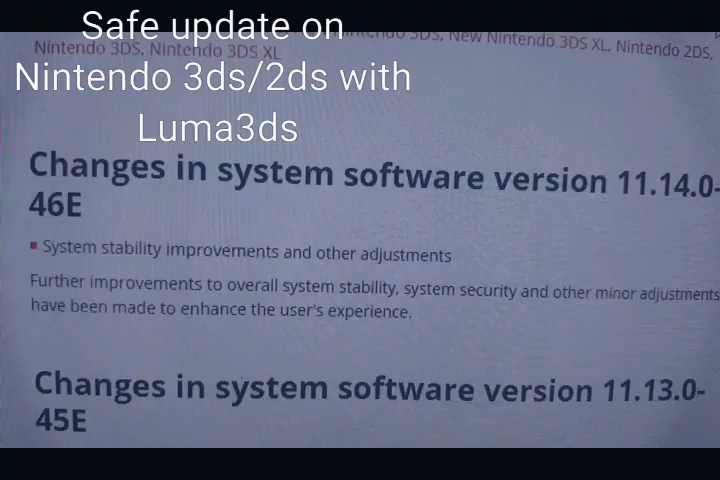 Safe update on
Nintendo 3ds/2ds with
Luma3ds
Nintendo 3DS, New Nintendo 3DS XL, Nintendo 2DS,
Nintendo 3DS, Nintendo 3DS XL
Changes in system software version 11.14.0-
46E
System stability improvements and other adjustments
Further improvements to overall system stability, system security and other minor adjustments
have been made to enhance the user's experience.
Changes in system software version 11.13.0-
45E